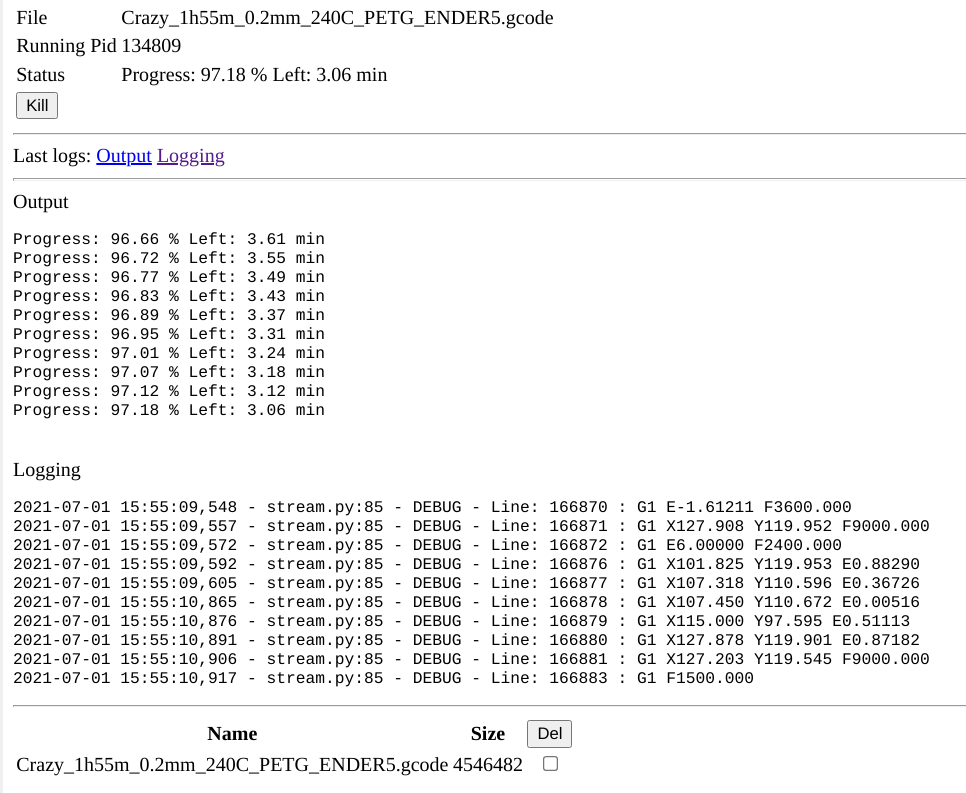 File Crazy_1h55m_0.2mm_240C_PETG_ENDER5.gcode
Running Pid 134809
Status Progress: 97.18 % Left: 3.06 min
Kill
Last logs: Output Logging
Output
Progress: 96.66 % Left: 3.61 min
Progress: 96.72 % Left: 3.55 min
Progress: 96.77 % Left: 3.49 min
Progress: 96.83 % Left: 3.43 min
Progress: 96.89 % Left: 3.37 min
Progress: 96.95 % Left: 3.31 min
Progress: 97.01 % Left: 3.24 min
Progress: 97.07 % Left: 3.18 min
Progress: 97.12 % Left: 3.12 min
Progress: 97.18 % Left: 3.06 min
Logging
2021-07-01 15:55:09,548 - stream.py:85 - DEBUG - Line: 166870 : G1 E-1.61211 F3600.000
2021-07-01 15:55:09,557 - stream.py:85 - DEBUG - Line: 166871 : G1 X127.908 Y119.952 F9000.000
2021-07-01 15:55:09,572 - stream.py:85 - DEBUG - Line: 166872 : G1 E6.00000 F2400.000
2021-07-01 15:55:09,592 - stream.py:85 - DEBUG - Line: 166876 : G1 X101.825 Y119.953 E0.88290
2021-07-01 15:55:09,605 - stream.py:85 - DEBUG - Line: 166877 : G1 X107.318 Y110.596 E0.36726
2021-07-01 15:55:10,865 - stream.py:85 - DEBUG - Line: 166878 : G1 X107.450 Y110.672 E0.00516
2021-07-01 15:55:10,876 - stream.py:85 - DEBUG - Line: 166879 : G1 X115.000 Y97.595 E0.51113
2021-07-01 15:55:10,891 - stream.py:85 - DEBUG - Line: 166880 : G1 X127.878 Y119.901 E0.87182
2021-07-01 15:55:10,906 - stream.py:85 - DEBUG - Line: 166881 : G1 X127.203 Y119.545 F9000.000
2021-07-01 15:55:10,917 - stream.py:85 - DEBUG - Line: 166883 : G1 F1500.000
Name Size Del
Crazy_1h55m_0.2mm_240C_PETG_ENDER5.gcode 4546482